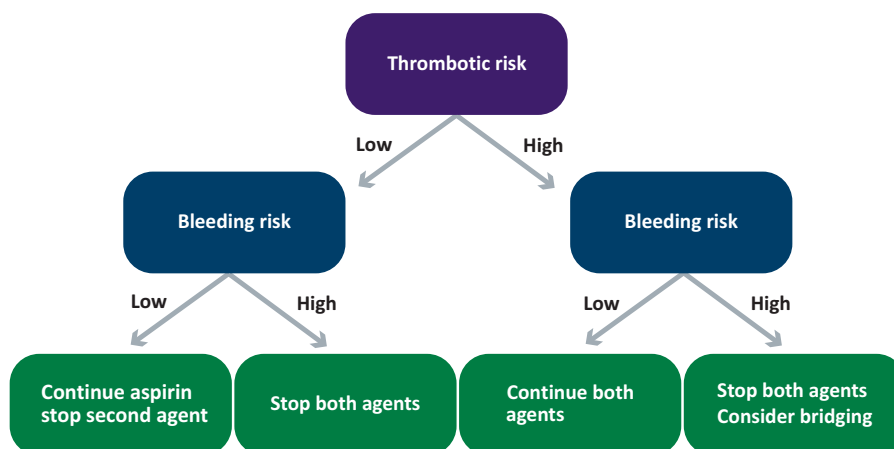 Thrombotic risk
Low
High
Bleeding risk
Bleeding risk
Low
High
Low
High
Continue aspirin
stop second agent
Stop both agents
Continue both
agents
Stop both agents
Consider bridging